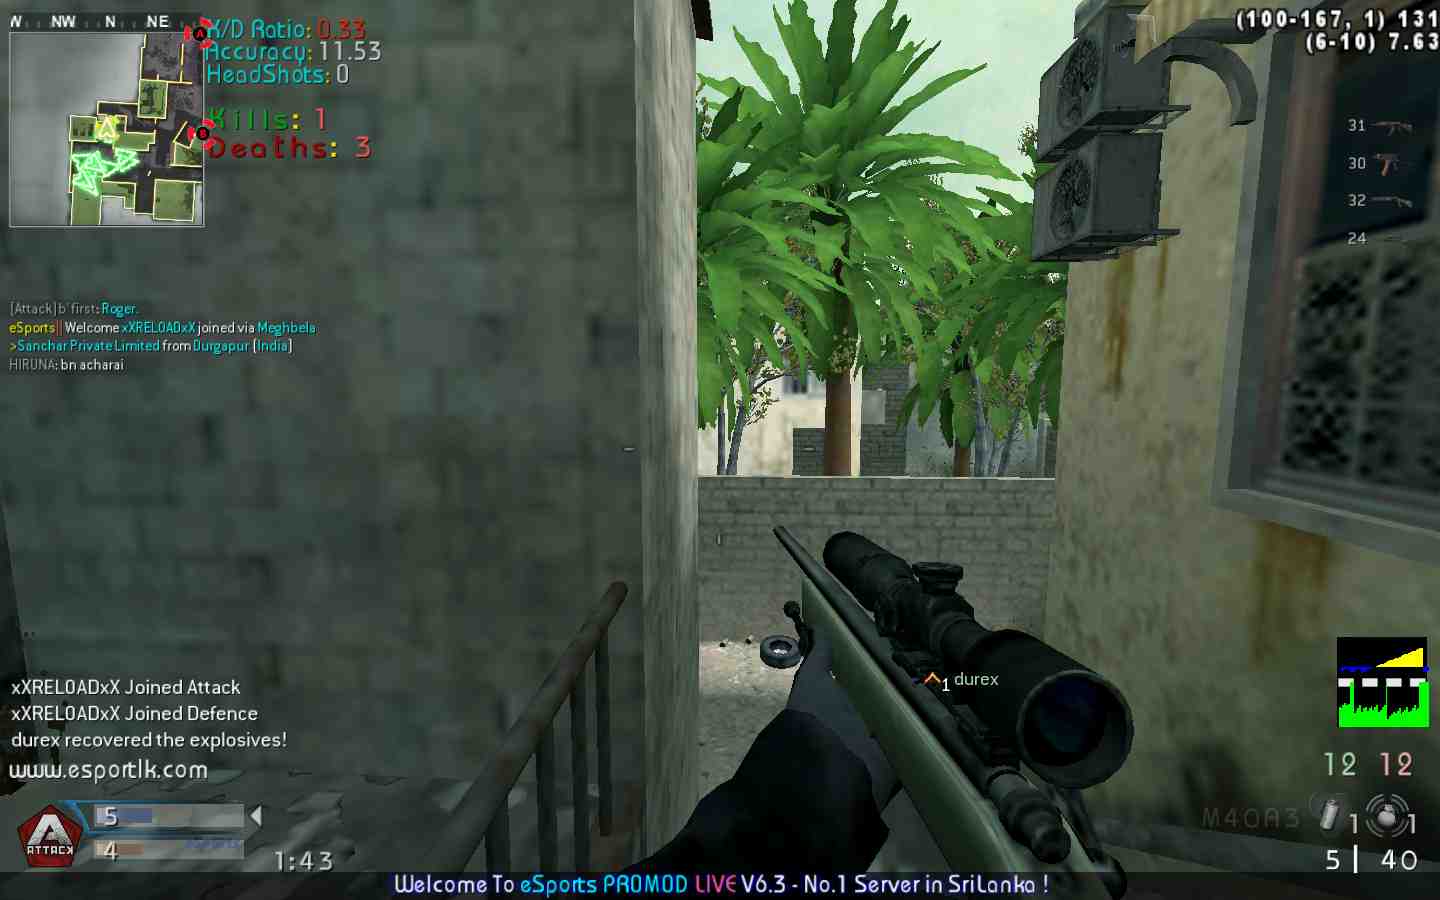 W NW N NE
A
B
K/D Ratio: 0.33
Accuracy: 11.53
HeadShots: 0
Kills: 1
Deaths: 3
(100-167, 1) 131
(6-10) 7.63
31
30
32
24
[Attack]b'first: Roger.
eSports|| Welcome xXREL0ADxX joined via Meghbela
>Sanchar Private Limited from Durgapur [India]
HIRUNA: bn acharai
1 durex
xXREL0ADxX Joined Attack
xXREL0ADxX Joined Defence
durex recovered the explosives!
www.esportlk.com
A
ATTACK
5
4
1:43
12 12
M40A3
1 1
5 | 40
Welcome To eSports PROMOD LIVE V6.3 - No.1 Server in SriLanka !